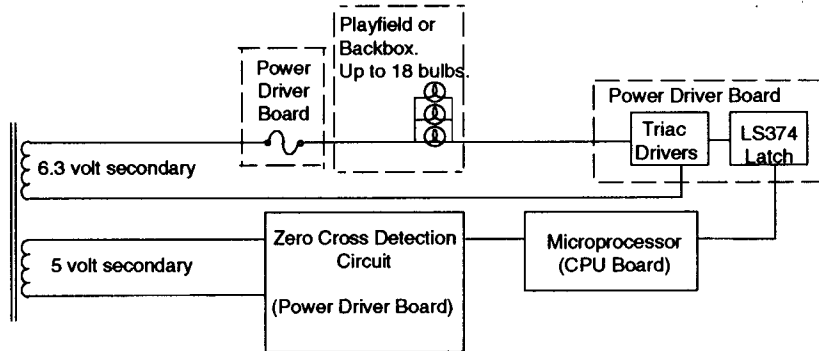 Playfield or
Backbox.
Up to 18 bulbs.
Power
Driver
Board
Power Driver Board
Triac
Drivers
LS374
Latch
6.3 volt secondary
5 volt secondary
Zero Cross Detection
Circuit
(Power Driver Board)
Microprocessor
(CPU Board)